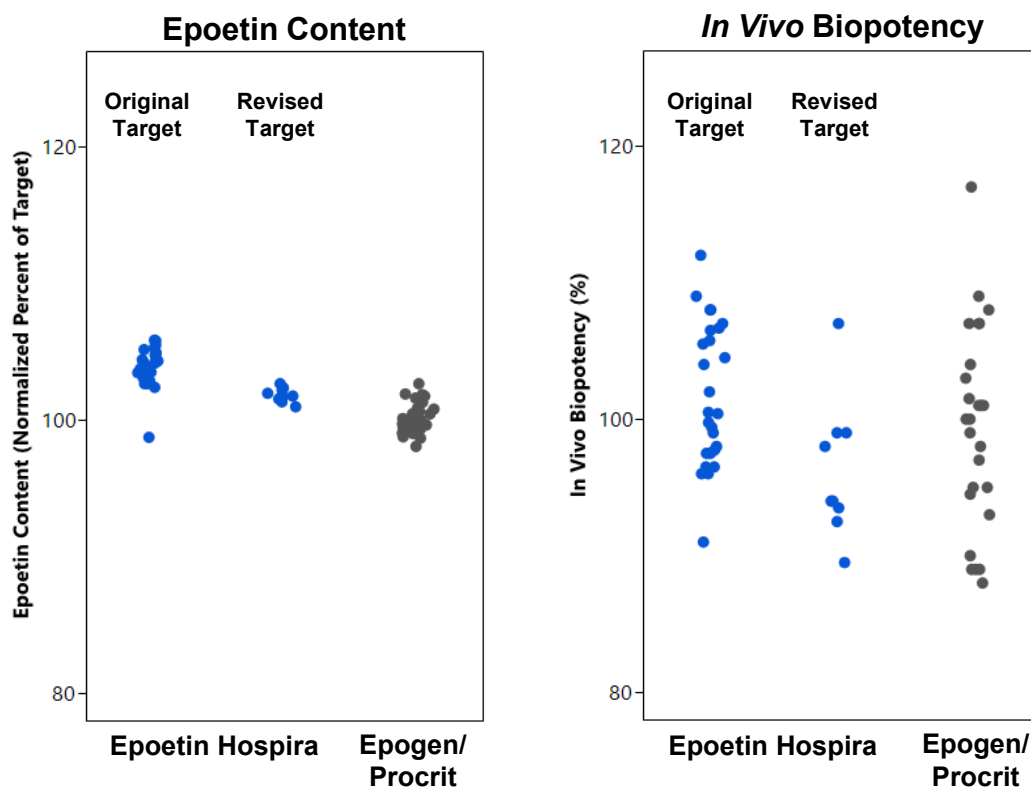 Epoetin Content
Original
Target
Revised
Target
Epoetin Content (Normalized Percent of Target)
120
100
80
Epoetin Hospira
Epogen/
Procrit
In Vivo Biopotency
Original
Target
Revised
Target
In Vivo Biopotency (%)
120
100
80
Epoetin Hospira
Epogen/
Procrit